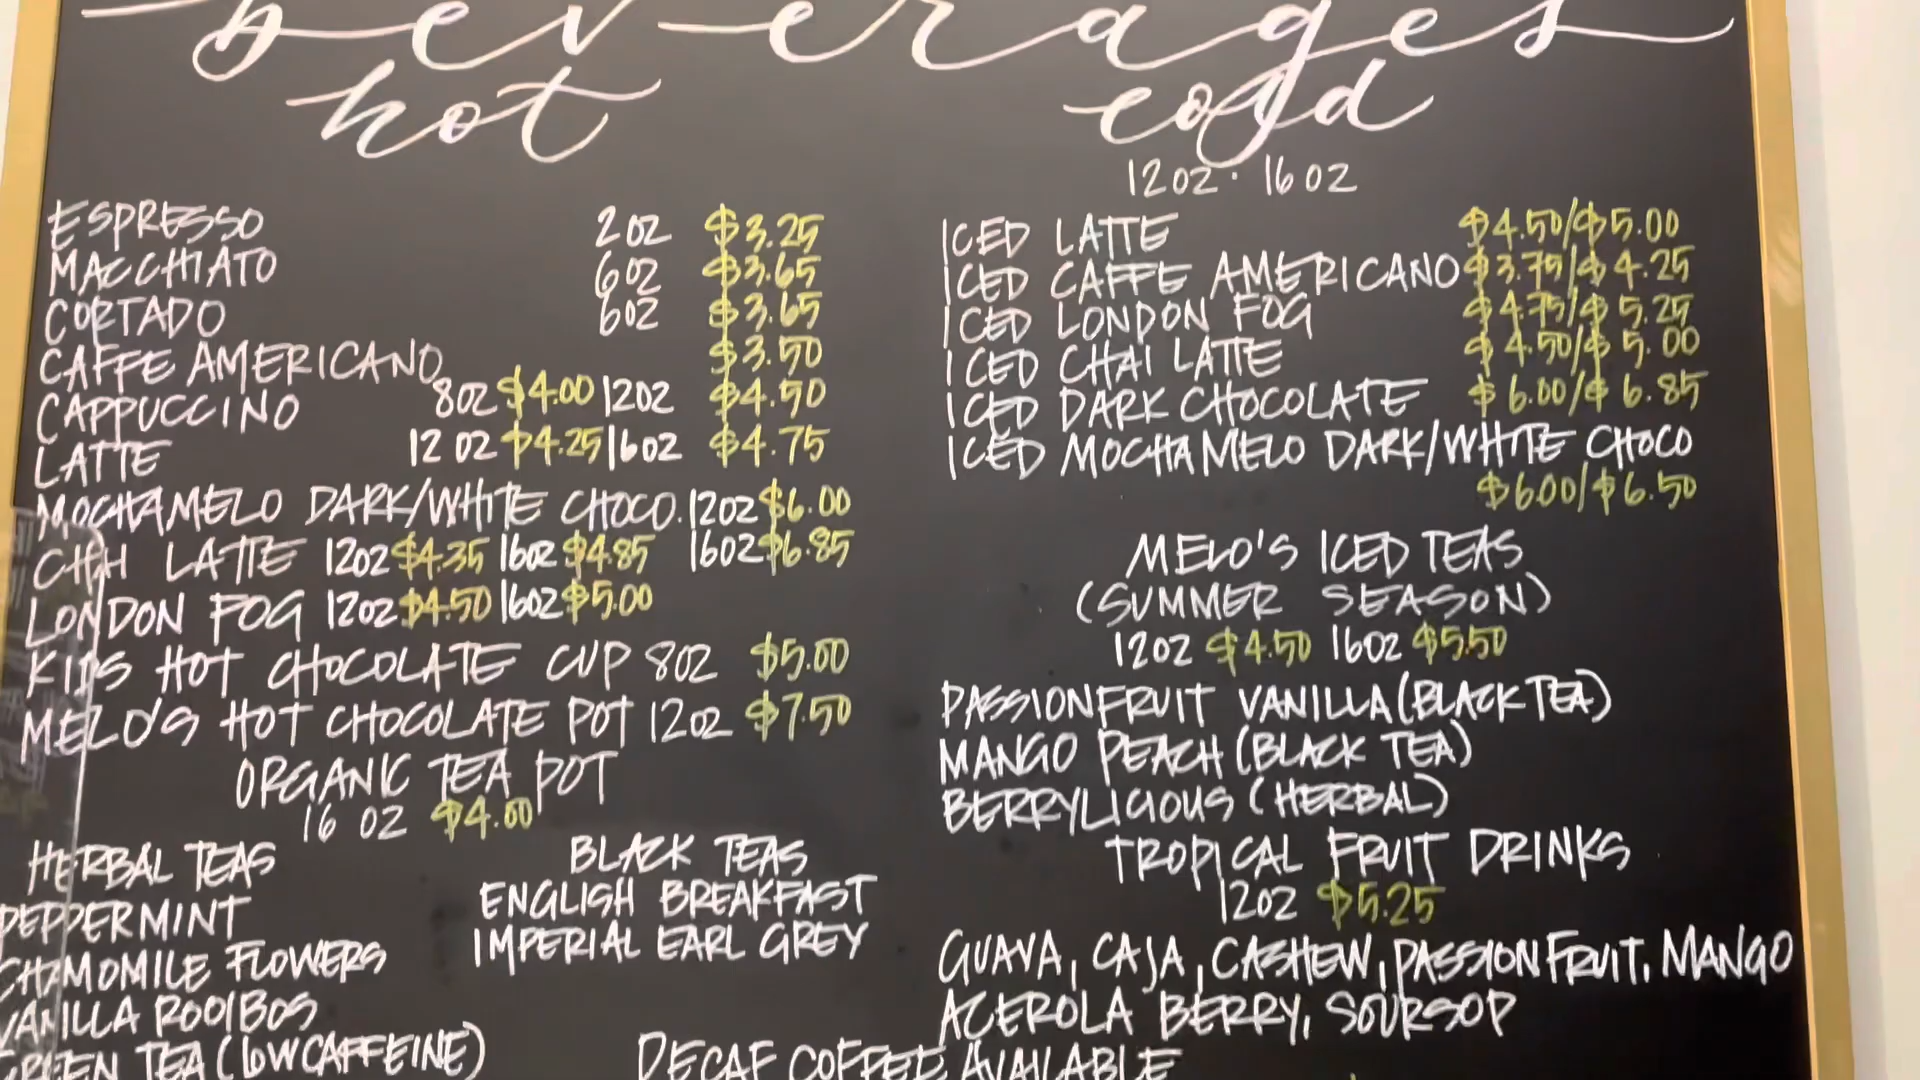 beverages
hot
ESPRESSO 2 OZ $3.25
MACCHIATO 6OZ $3.65
CORTADO 6OZ $3.65
CAFFE AMERICANO $3.50
CAPPUCCINO 8OZ $4.00 12OZ $4.50
LATTE 12 OZ $4.25 16OZ $4.75
MOCHAMELO DARK/WHITE CHOCO. 12OZ $6.00
CHAI LATTE 12OZ $4.35 16OZ $4.85 16OZ $6.85
LONDON FOG 12OZ $4.50 16OZ $5.00
KIDS HOT CHOCOLATE CUP 8OZ $5.00
MELO'S HOT CHOCOLATE POT 12OZ $7.50
ORGANIC TEA POT
16 OZ $4.00
HERBAL TEAS
PEPPERMINT
CHAMOMILE FLOWERS
VANILLA ROOIBOS
GREEN TEA (LOW CAFFEINE)
BLACK TEAS
ENGLISH BREAKFAST
IMPERIAL EARL GREY
DECAF COFFEE AVAILABLE
cold
12OZ · 16OZ
ICED LATTE $4.50/$5.00
ICED CAFFE AMERICANO $3.75/$4.25
ICED LONDON FOG $4.75/$5.25
ICED CHAI LATTE $4.50/$5.00
ICED DARK CHOCOLATE $6.00/$6.85
ICED MOCHAMELO DARK/WHITE CHOCO
$6.00/$6.50
MELO'S ICED TEAS
(SUMMER SEASON)
12OZ $4.50 16OZ $5.50
PASSIONFRUIT VANILLA (BLACK TEA)
MANGO PEACH (BLACK TEA)
BERRYLICIOUS (HERBAL)
TROPICAL FRUIT DRINKS
12OZ $5.25
GUAVA, CAJA, CASHEW, PASSION FRUIT, MANGO
ACEROLA BERRY, SOURSOP